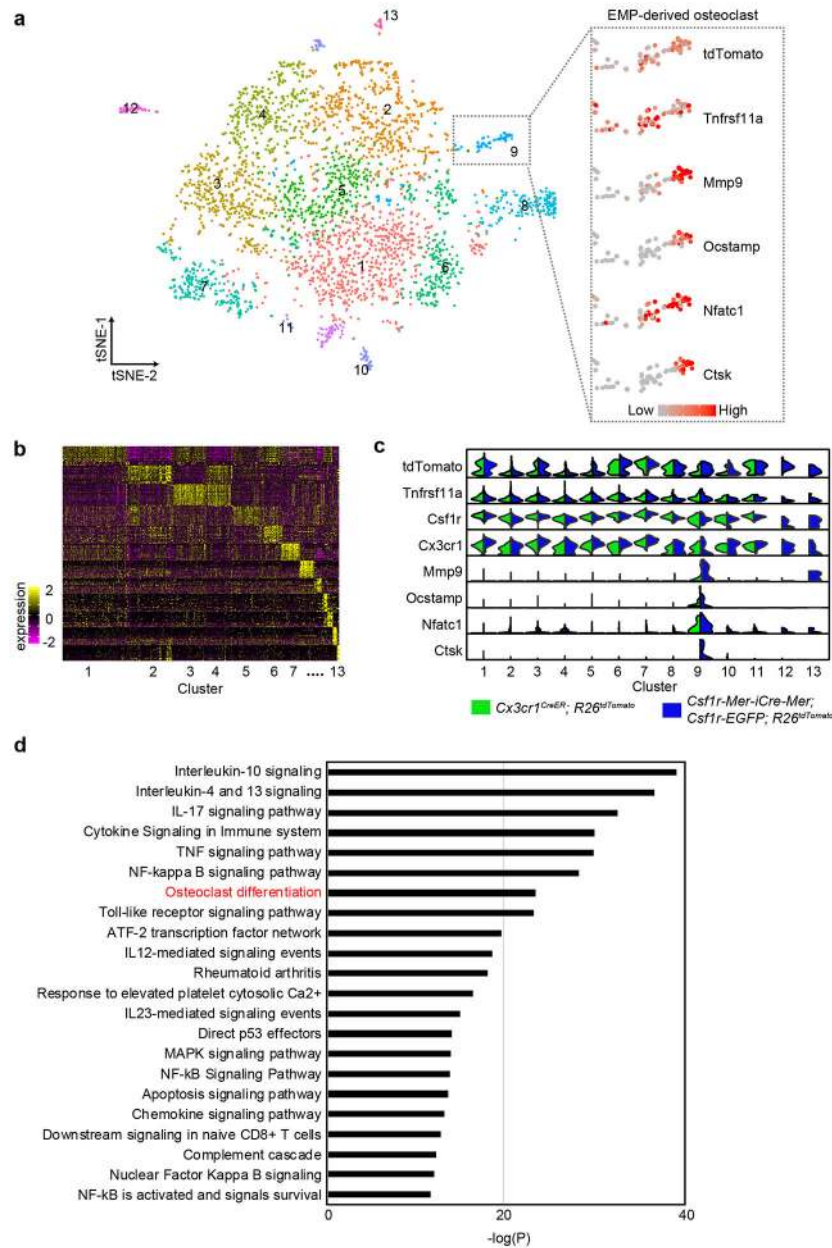 a
EMP-derived osteoclast
13
12
4
2
9
3
5
8
1
6
7
11
10
tSNE-1
tSNE-2
tdTomato
Tnfrsf11a
Mmp9
Ocstamp
Nfatc1
Ctsk
Low High
b
expression
2
0
-2
1 2 3 4 5 6 7 .... 13
Cluster
c
tdTomato
Tnfrsf11a
Csf1r
Cx3cr1
Mmp9
Ocstamp
Nfatc1
Ctsk
1 2 3 4 5 6 7 8 9 10 11 12 13
Cluster
Cx3cr1CreER; R26tdTomato
Csf1r-Mer-iCre-Mer;
Csf1r-EGFP; R26tdTomato
d
Interleukin-10 signaling
Interleukin-4 and 13 signaling
IL-17 signaling pathway
Cytokine Signaling in Immune system
TNF signaling pathway
NF-kappa B signaling pathway
Osteoclast differentiation
Toll-like receptor signaling pathway
ATF-2 transcription factor network
IL12-mediated signaling events
Rheumatoid arthritis
Response to elevated platelet cytosolic Ca2+
IL23-mediated signaling events
Direct p53 effectors
MAPK signaling pathway
NF-kB Signaling Pathway
Apoptosis signaling pathway
Chemokine signaling pathway
Downstream signaling in naive CD8+ T cells
Complement cascade
Nuclear Factor Kappa B signaling
NF-kB is activated and signals survival
0 20 40
-log(P)